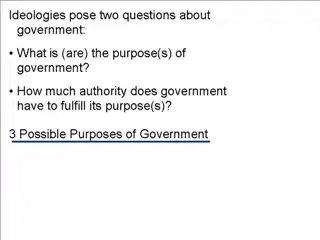 Ideologies pose two questions about
government:
• What is (are) the purpose(s) of
government?
• How much authority does government
have to fulfill its purpose(s)?
3 Possible Purposes of Government